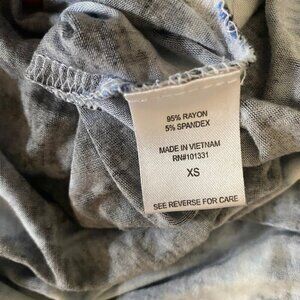 95% RAYON
5% SPANDEX
MADE IN VIETNAM
RN#101331
XS
SEE REVERSE FOR CARE